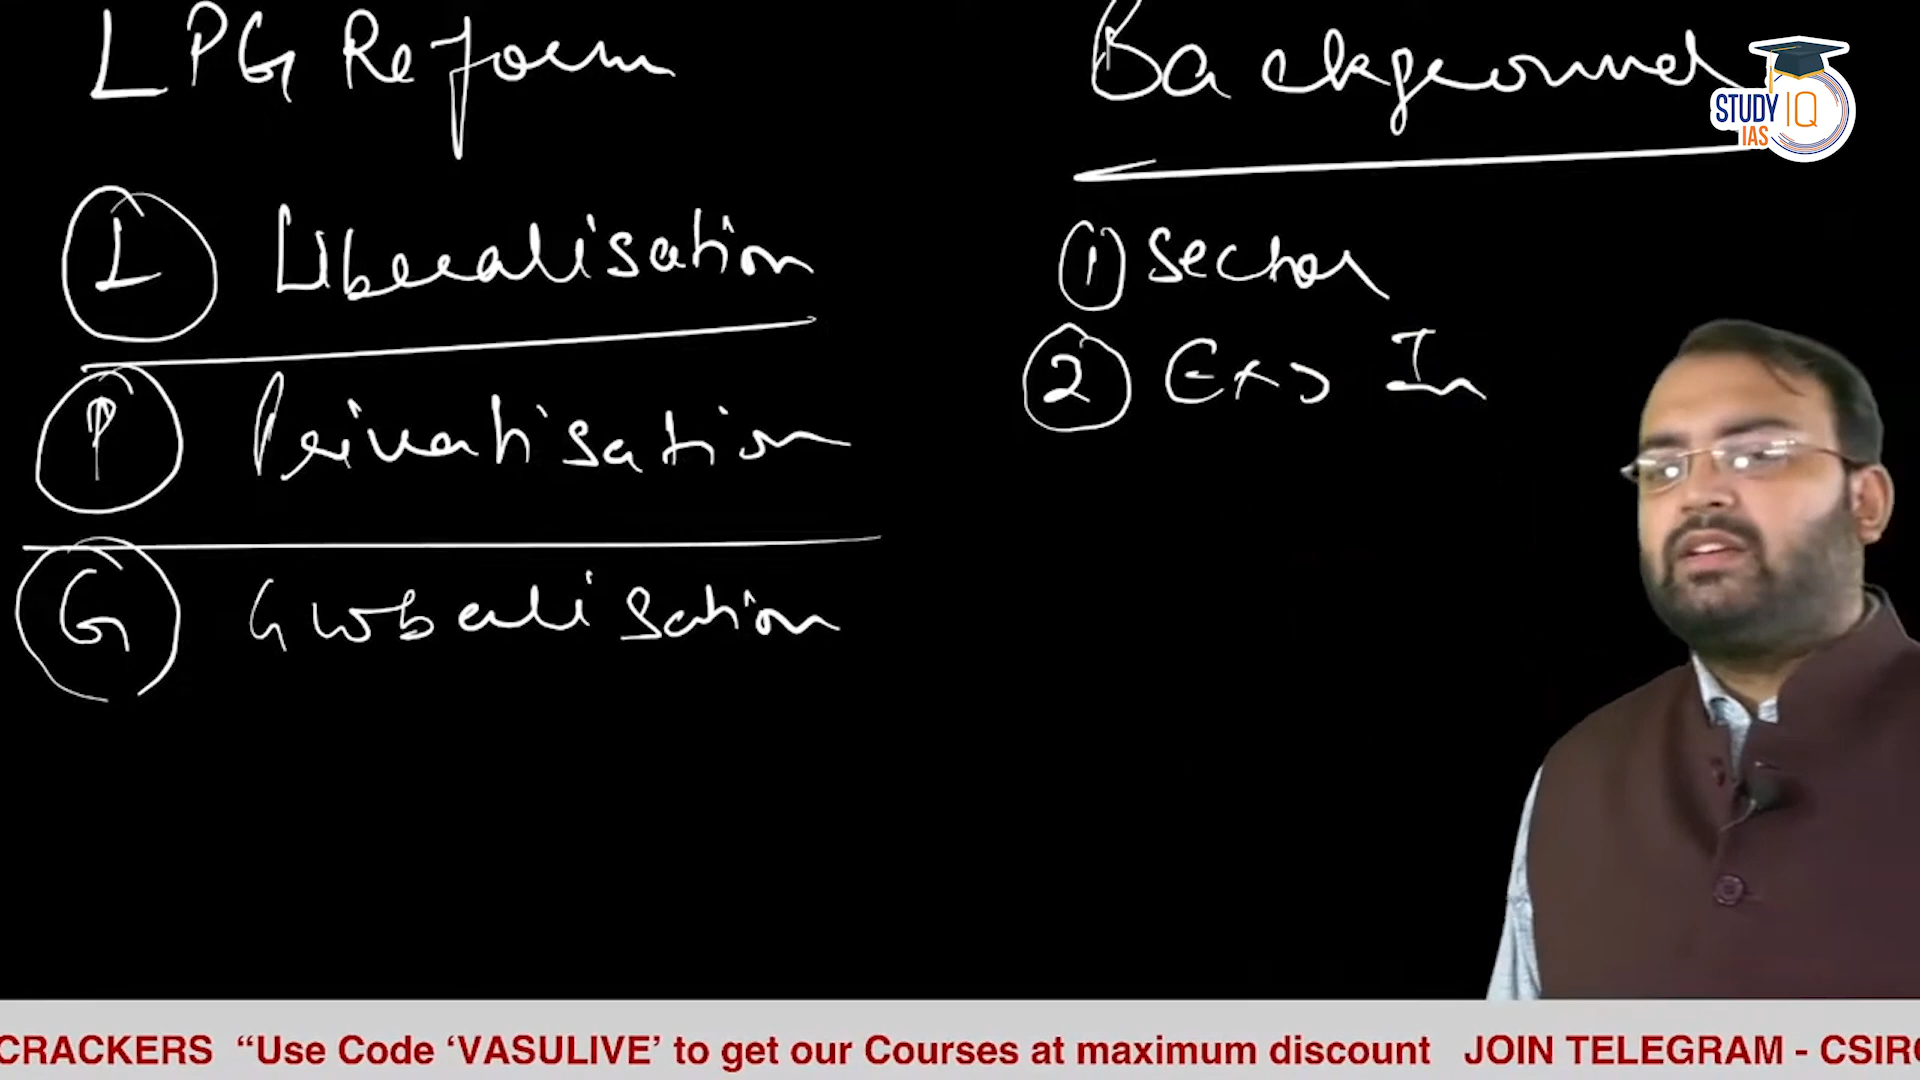 LPG Reform
L Liberalisation
P Privatisation
G Globalisation
Background
1 Sector
2 Ex > In
STUDY IQ
IAS
CRACKERS “Use Code ‘VASULIVE’ to get our Courses at maximum discount JOIN TELEGRAM - CSIR